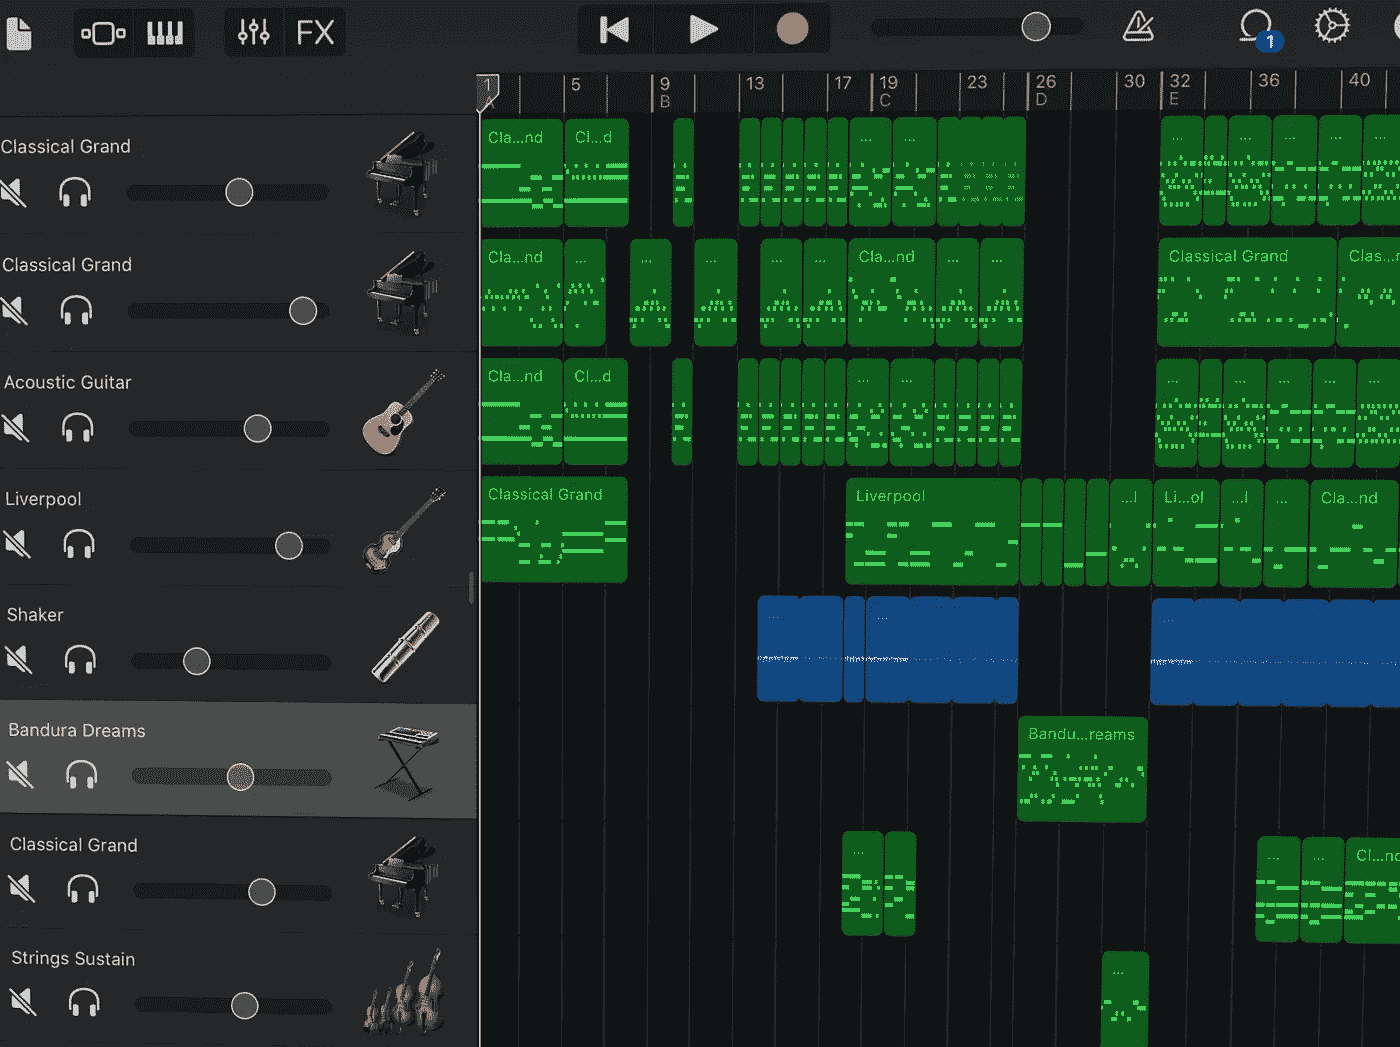 FX
1
1 5 9 13 17 19 23 26 30 32 36 40
A B C D E
Classical Grand
Cla...nd Cl...d ... ... ... ... ... ... ...
Classical Grand
Cla...nd ... ... ... ... ... Cla...nd ... ... Classical Grand
Acoustic Guitar
Cla...nd Cl...d ... ... ... ... ... ... ...
Liverpool
Classical Grand Liverpool ...l Li...ol ...l ... Cla...nd
Shaker
... ... ...
Bandura Dreams
Bandu...reams
Classical Grand
... ... ...
Strings Sustain
...